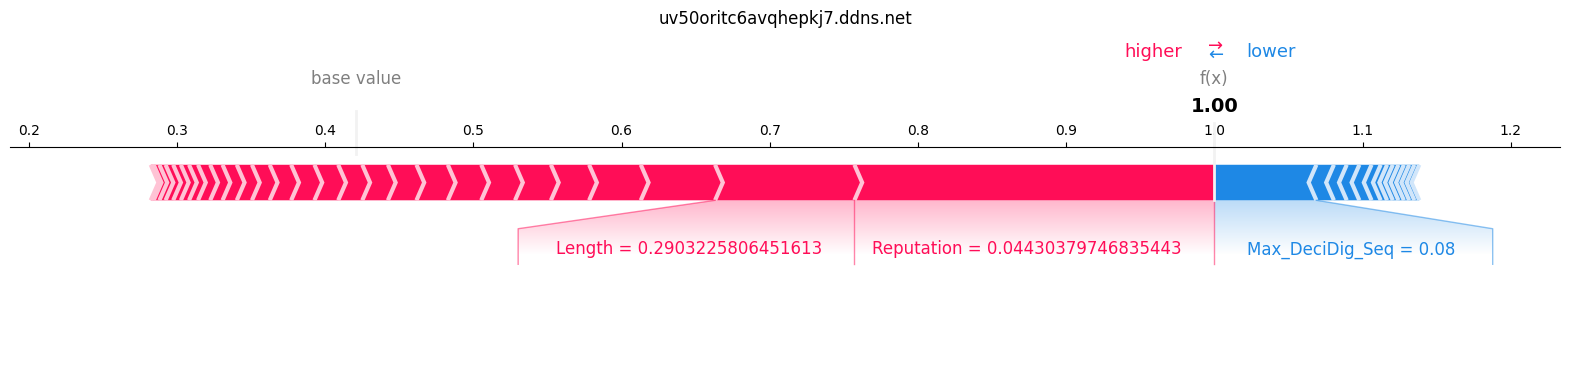 uv50oritc6avqhepkj7.ddns.net
higher ⇄ lower
base value f(x)
1.00
0.2 0.3 0.4 0.5 0.6 0.7 0.8 0.9 1.0 1.1 1.2
Length = 0.2903225806451613 Reputation = 0.04430379746835443 Max_DeciDig_Seq = 0.08